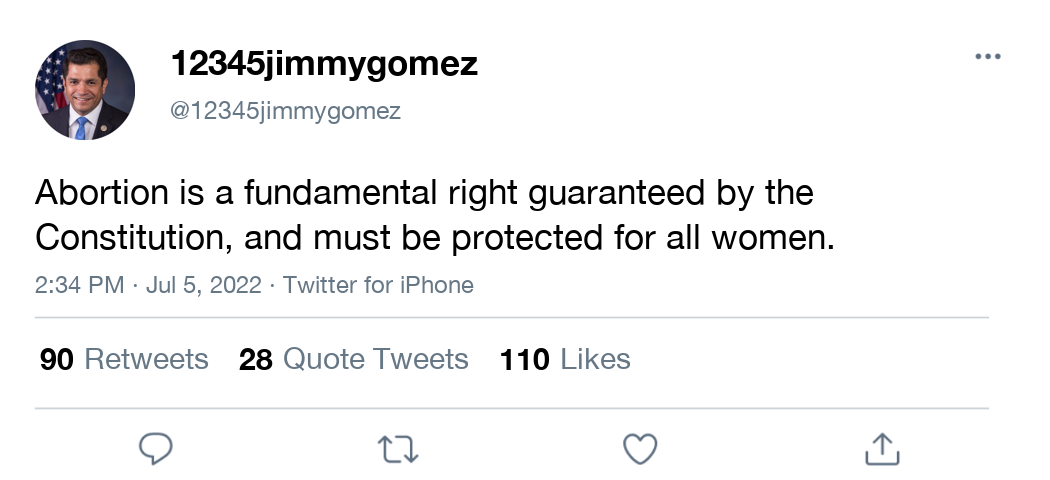 12345jimmygomez
@12345jimmygomez
Abortion is a fundamental right guaranteed by the
Constitution, and must be protected for all women.
2:34 PM · Jul 5, 2022 · Twitter for iPhone
90 Retweets 28 Quote Tweets 110 Likes